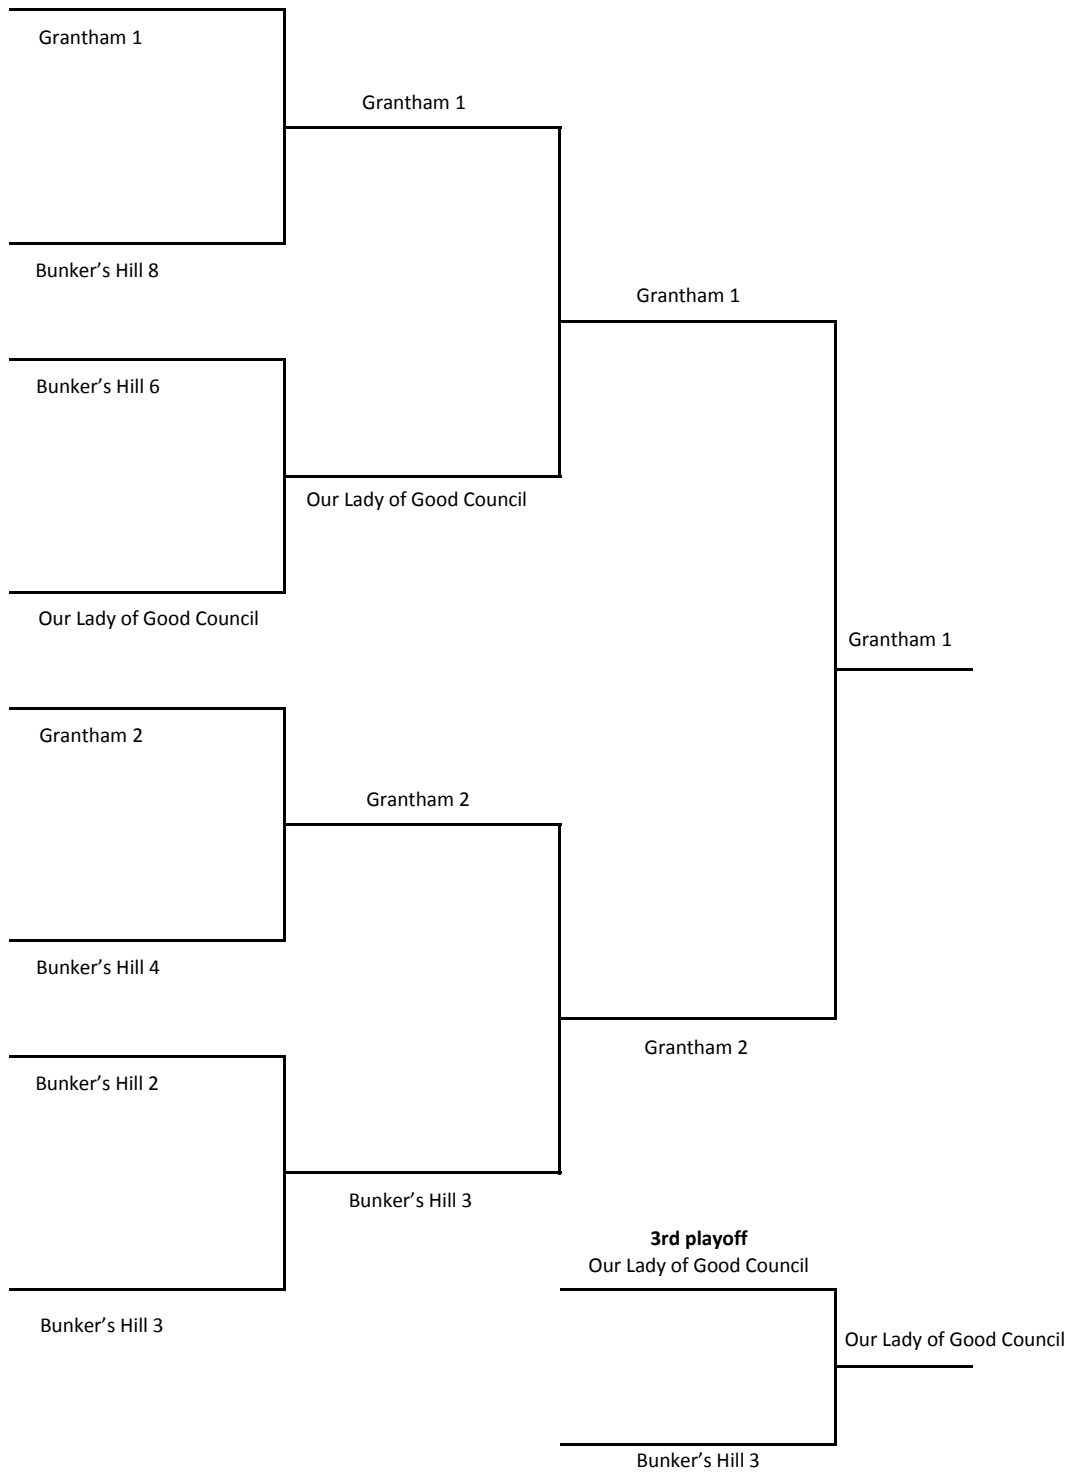 Grantham 1
Grantham 1
Bunker’s Hill 8
Grantham 1
Bunker’s Hill 6
Our Lady of Good Council
Our Lady of Good Council
Grantham 1
Grantham 2
Grantham 2
Bunker’s Hill 4
Grantham 2
Bunker’s Hill 2
Bunker’s Hill 3
3rd playoff
Our Lady of Good Council
Bunker’s Hill 3
Our Lady of Good Council
Bunker’s Hill 3